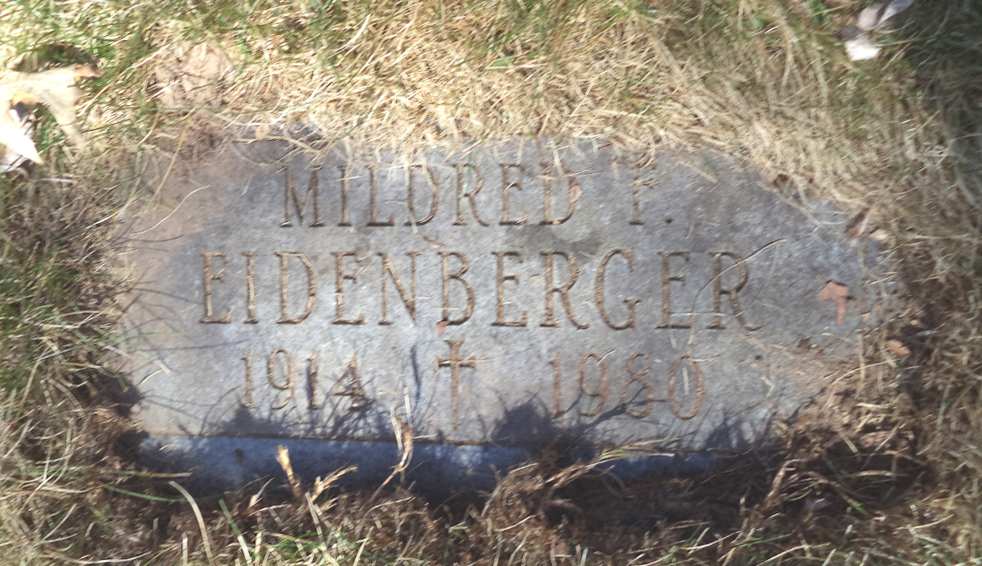 MILDRED F.
EIDENBERGER
1914 ✝ 1980